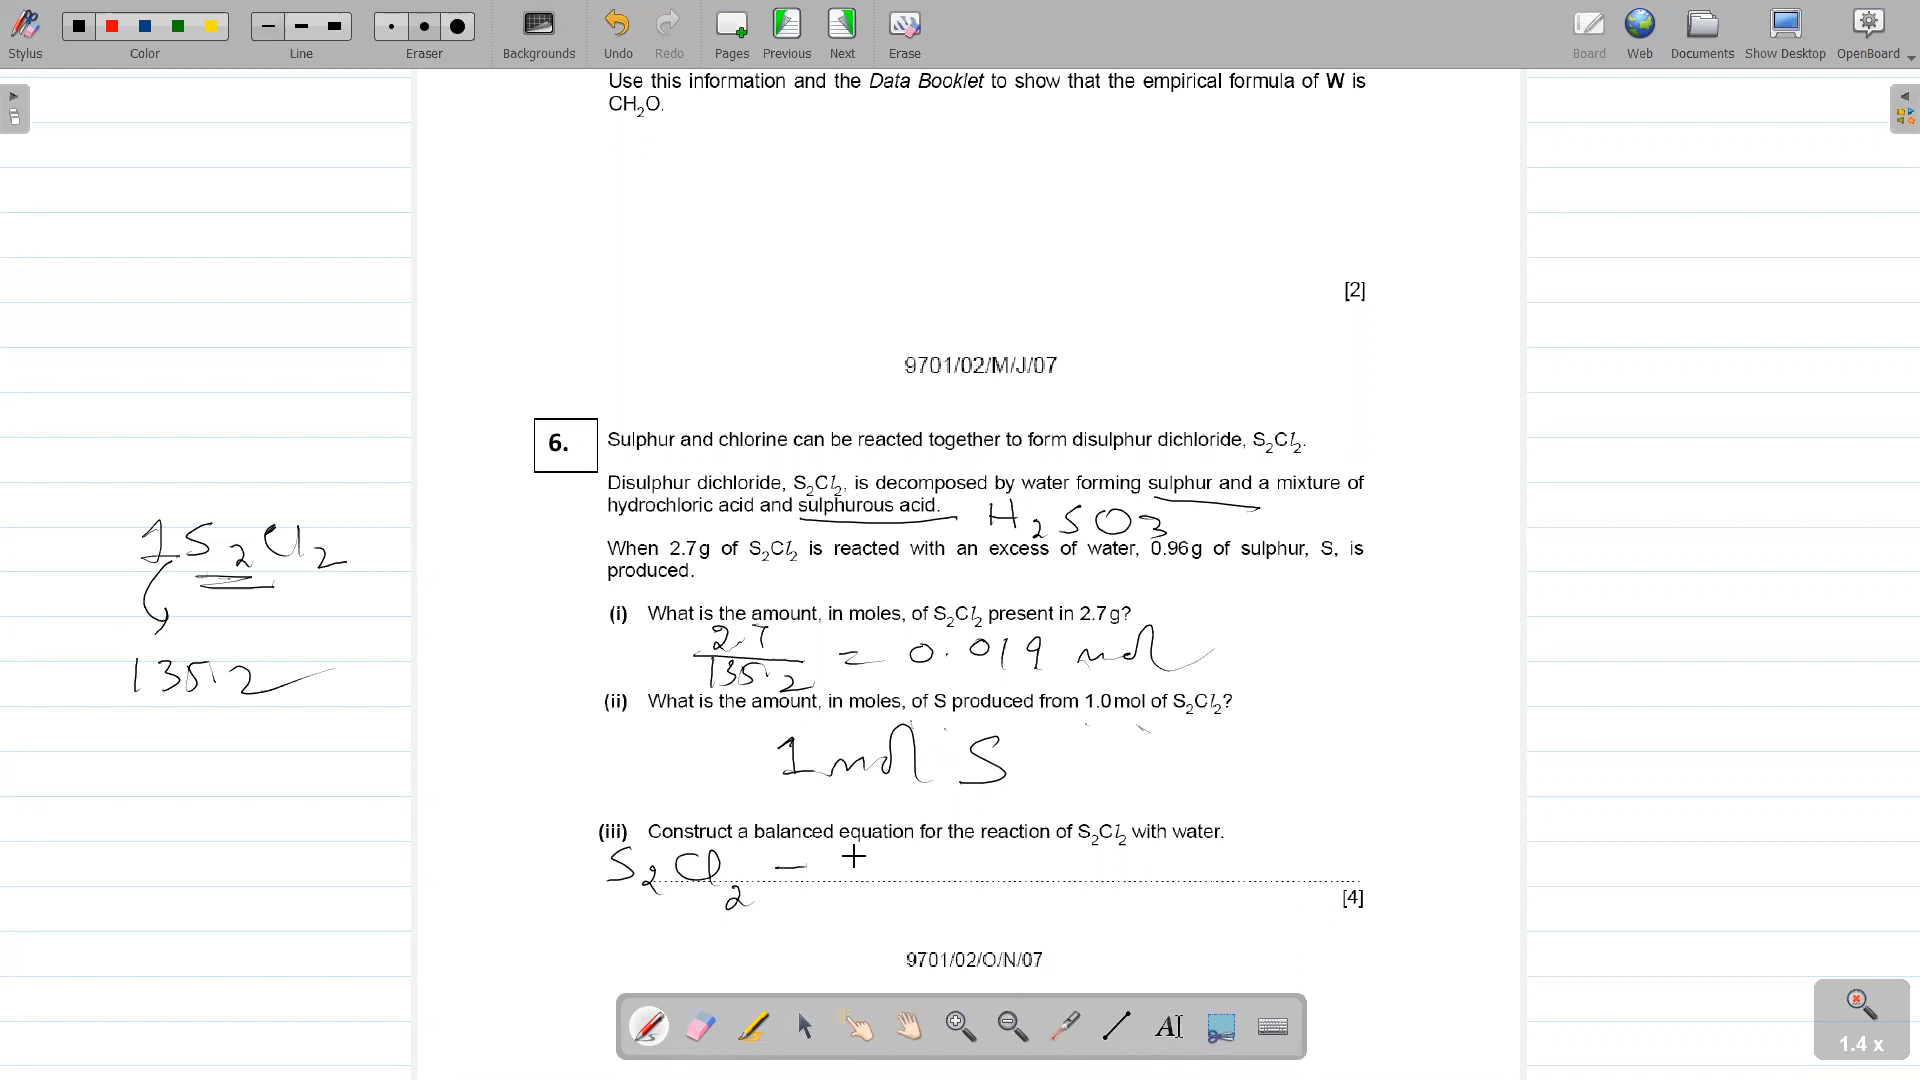 Stylus
Color
Line
Eraser
Backgrounds
Undo
Redo
Pages
Previous
Next
Erase
Board
Web
Documents
Show Desktop
OpenBoard
Use this information and the Data Booklet to show that the empirical formula of W is
CH₂O.
[2]
9701/02/M/J/07
6.
Sulphur and chlorine can be reacted together to form disulphur dichloride, S₂Cl₂.
Disulphur dichloride, S₂Cl₂, is decomposed by water forming sulphur and a mixture of
hydrochloric acid and sulphurous acid. H₂SO₃
When 2.7g of S₂Cl₂ is reacted with an excess of water, 0.96g of sulphur, S, is
produced.
1S₂Cl₂
135.2
(i) What is the amount, in moles, of S₂Cl₂ present in 2.7g?
2.7
135.2
= 0.019 mol
(ii) What is the amount, in moles, of S produced from 1.0mol of S₂Cl₂?
1 mol S
(iii) Construct a balanced equation for the reaction of S₂Cl₂ with water.
S₂Cl₂ –
[4]
9701/02/O/N/07
1.4 x